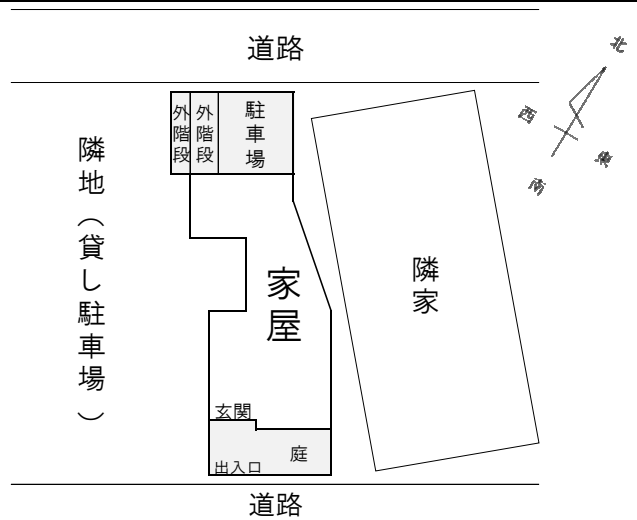 道路
北
西
東
南
外階段
外階段
駐車場
隣地（貸し駐車場）
家屋
隣家
玄関
庭
出入口
道路